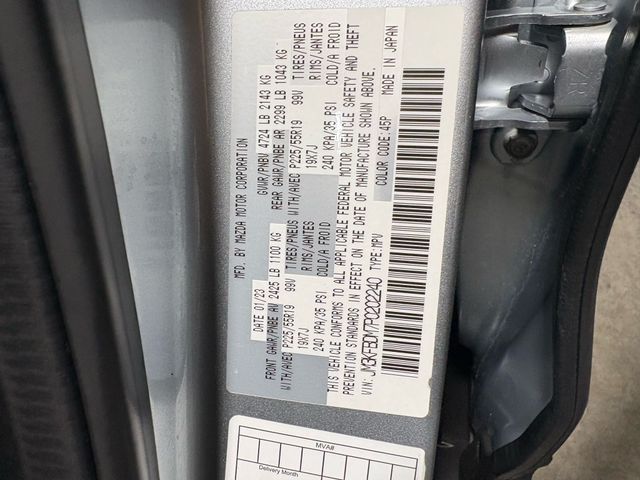 MFD. BY MAZDA MOTOR CORPORATION
DATE 01/23
GVWR/PNBV 4724 LB 2143 KG
FRONT GAWR/PNBE AV 2425 LB 1100 KG
REAR GAWR/PNBE AR 2299 LB 1043 KG
WITH/AVEC P225/55R19 99V TIRES/PNEUS
WITH/AVEC P225/55R19 99V TIRES/PNEUS
19X7J RIMS/JANTES
19X7J RIMS/JANTES
240 KPA/35 PSI COLD/A FROID
240 KPA/35 PSI COLD/A FROID
THIS VEHICLE CONFORMS TO ALL APPLICABLE FEDERAL MOTOR VEHICLE SAFETY AND THEFT
PREVENTION STANDARDS IN EFFECT ON THE DATE OF MANUFACTURE SHOWN ABOVE.
VIN: JM3KFBDM7P0202240 TYPE:MPV
COLOR CODE:45P MADE IN JAPAN
MVA#
Delivery Month